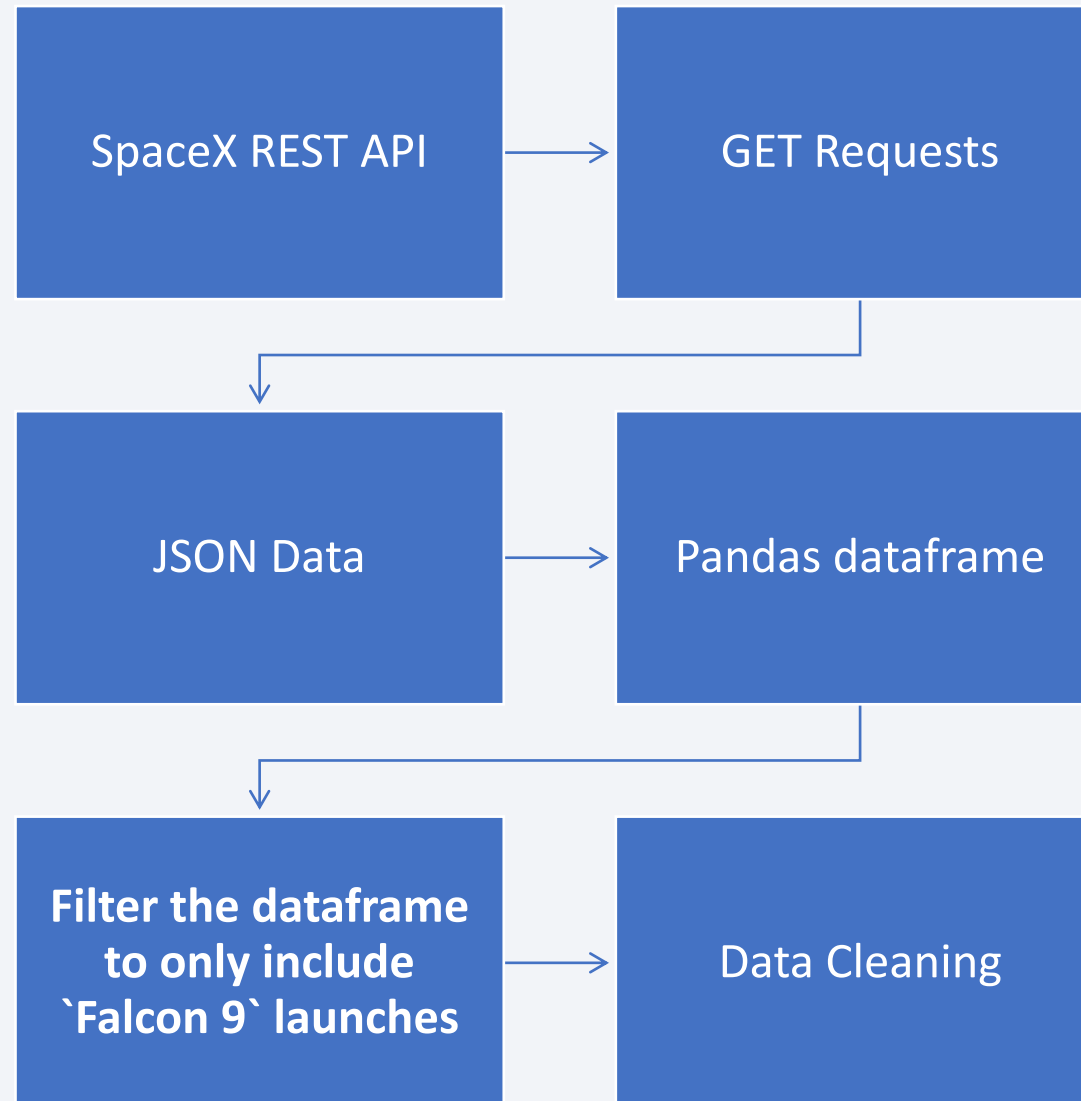 SpaceX REST API
GET Requests
JSON Data
Pandas dataframe
Filter the dataframe
to only include
`Falcon 9` launches
Data Cleaning